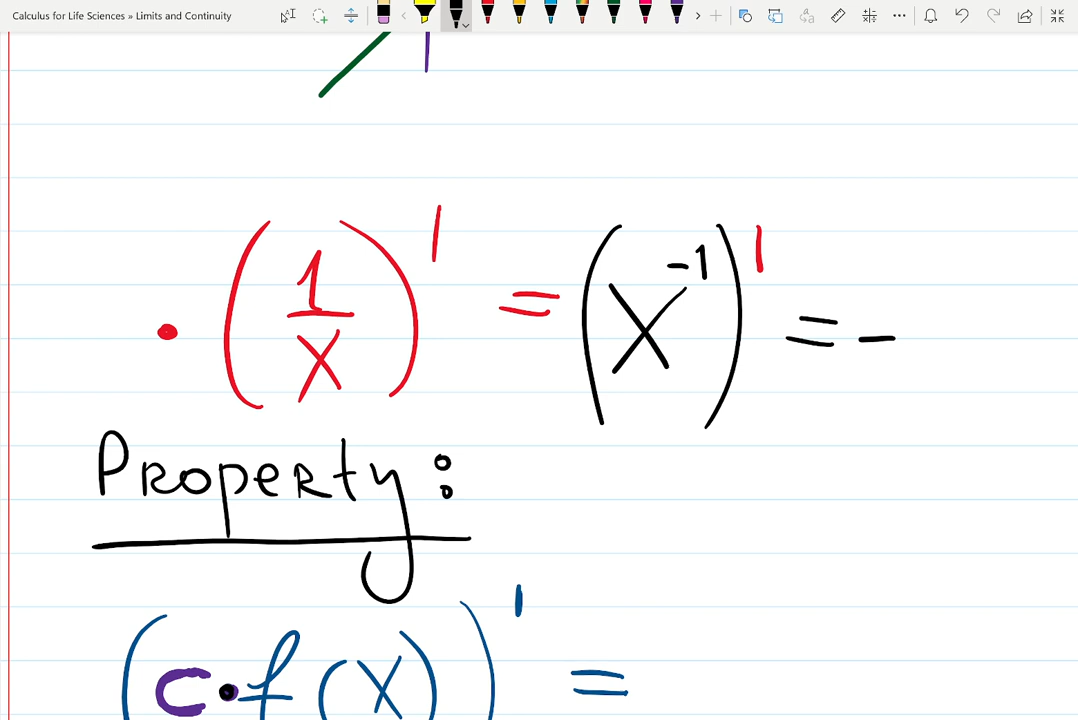 Calculus for Life Sciences » Limits and Continuity
• (1/x)' = (x⁻¹)' = -
Property:
(c•f(x))' =